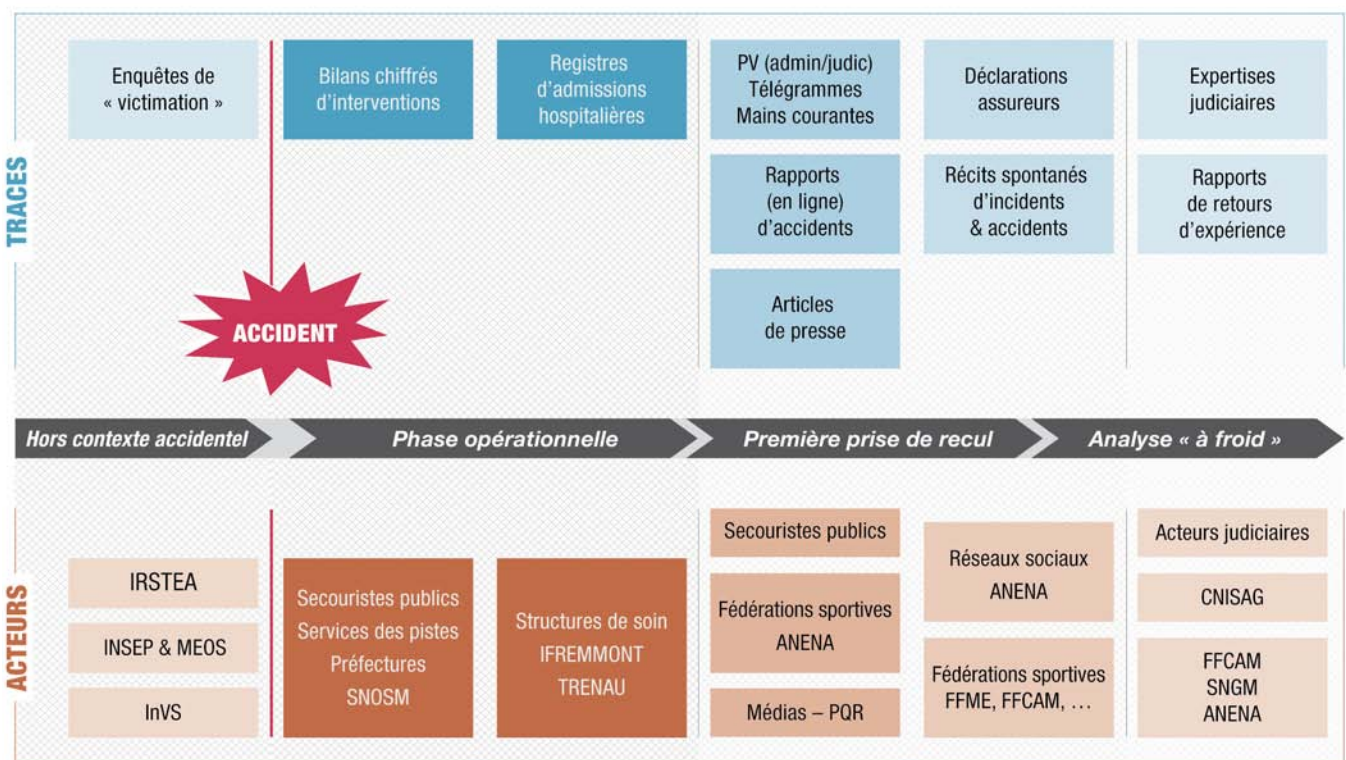 TRACES
Enquêtes de
« victimation »
Bilans chiffrés
d'interventions
Registres
d'admissions
hospitalières
PV (admin/judic)
Télégrammes
Mains courantes
Déclarations
assureurs
Expertises
judiciaires
Rapports
(en ligne)
d'accidents
Récits spontanés
d'incidents
& accidents
Rapports
de retours
d'expérience
Articles
de presse
ACCIDENT
Hors contexte accidentel
Phase opérationnelle
Première prise de recul
Analyse « à froid »
ACTEURS
IRSTEA
INSEP & MEOS
InVS
Secouristes publics
Services des pistes
Préfectures
SNOSM
Structures de soin
IFREMMONT
TRENAU
Secouristes publics
Fédérations sportives
ANENA
Médias – PQR
Réseaux sociaux
ANENA
Fédérations sportives
FFME, FFCAM, …
Acteurs judiciaires
CNISAG
FFCAM
SNGM
ANENA